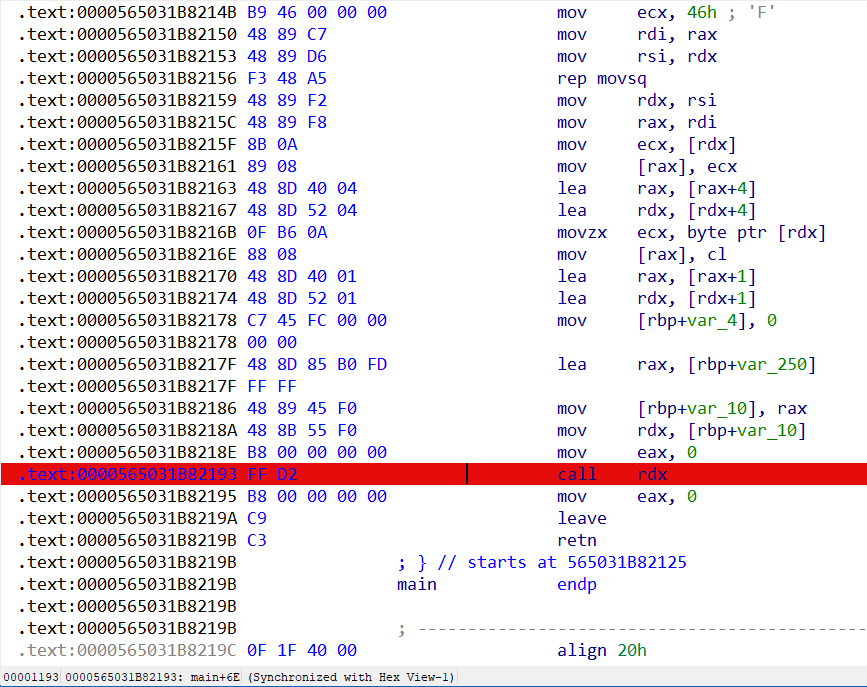 .text:0000565031B8214B B9 46 00 00 00 mov ecx, 46h ; 'F'
.text:0000565031B82150 48 89 C7 mov rdi, rax
.text:0000565031B82153 48 89 D6 mov rsi, rdx
.text:0000565031B82156 F3 48 A5 rep movsq
.text:0000565031B82159 48 89 F2 mov rdx, rsi
.text:0000565031B8215C 48 89 F8 mov rax, rdi
.text:0000565031B8215F 8B 0A mov ecx, [rdx]
.text:0000565031B82161 89 08 mov [rax], ecx
.text:0000565031B82163 48 8D 40 04 lea rax, [rax+4]
.text:0000565031B82167 48 8D 52 04 lea rdx, [rdx+4]
.text:0000565031B8216B 0F B6 0A movzx ecx, byte ptr [rdx]
.text:0000565031B8216E 88 08 mov [rax], cl
.text:0000565031B82170 48 8D 40 01 lea rax, [rax+1]
.text:0000565031B82174 48 8D 52 01 lea rdx, [rdx+1]
.text:0000565031B82178 C7 45 FC 00 00 mov [rbp+var_4], 0
.text:0000565031B82178 00 00
.text:0000565031B8217F 48 8D 85 B0 FD lea rax, [rbp+var_250]
.text:0000565031B8217F FF FF
.text:0000565031B82186 48 89 45 F0 mov [rbp+var_10], rax
.text:0000565031B8218A 48 8B 55 F0 mov rdx, [rbp+var_10]
.text:0000565031B8218E B8 00 00 00 00 mov eax, 0
.text:0000565031B82193 FF D2 call rdx
.text:0000565031B82195 B8 00 00 00 00 mov eax, 0
.text:0000565031B8219A C9 leave
.text:0000565031B8219B C3 retn
.text:0000565031B8219B ; } // starts at 565031B82125
.text:0000565031B8219B main endp
.text:0000565031B8219B
.text:0000565031B8219B ; ---------------------------------------------
.text:0000565031B8219C 0F 1F 40 00 align 20h
00001193 0000565031B82193: main+6E (Synchronized with Hex View-1)